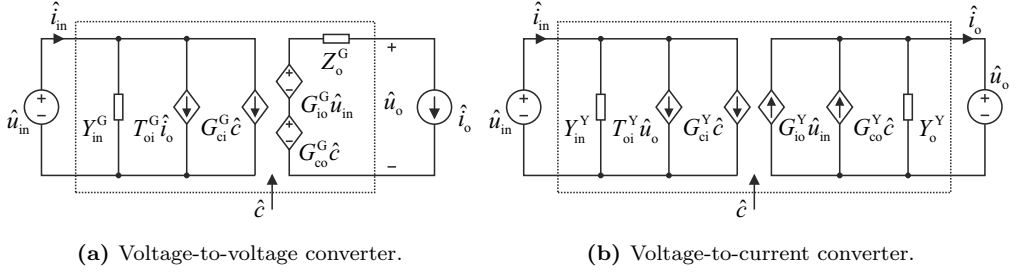 î_in
î_in
î_o
Z_o^G
û_in
Y_in^G
T_oi^G î_o
G_ci^G ĉ
G_io^G û_in
G_co^G ĉ
û_o
î_o
û_in
Y_in^Y
T_oi^Y û_o
G_ci^Y ĉ
G_io^Y û_in
G_co^Y ĉ
Y_o^Y
û_o
ĉ
ĉ
(a) Voltage-to-voltage converter.
(b) Voltage-to-current converter.